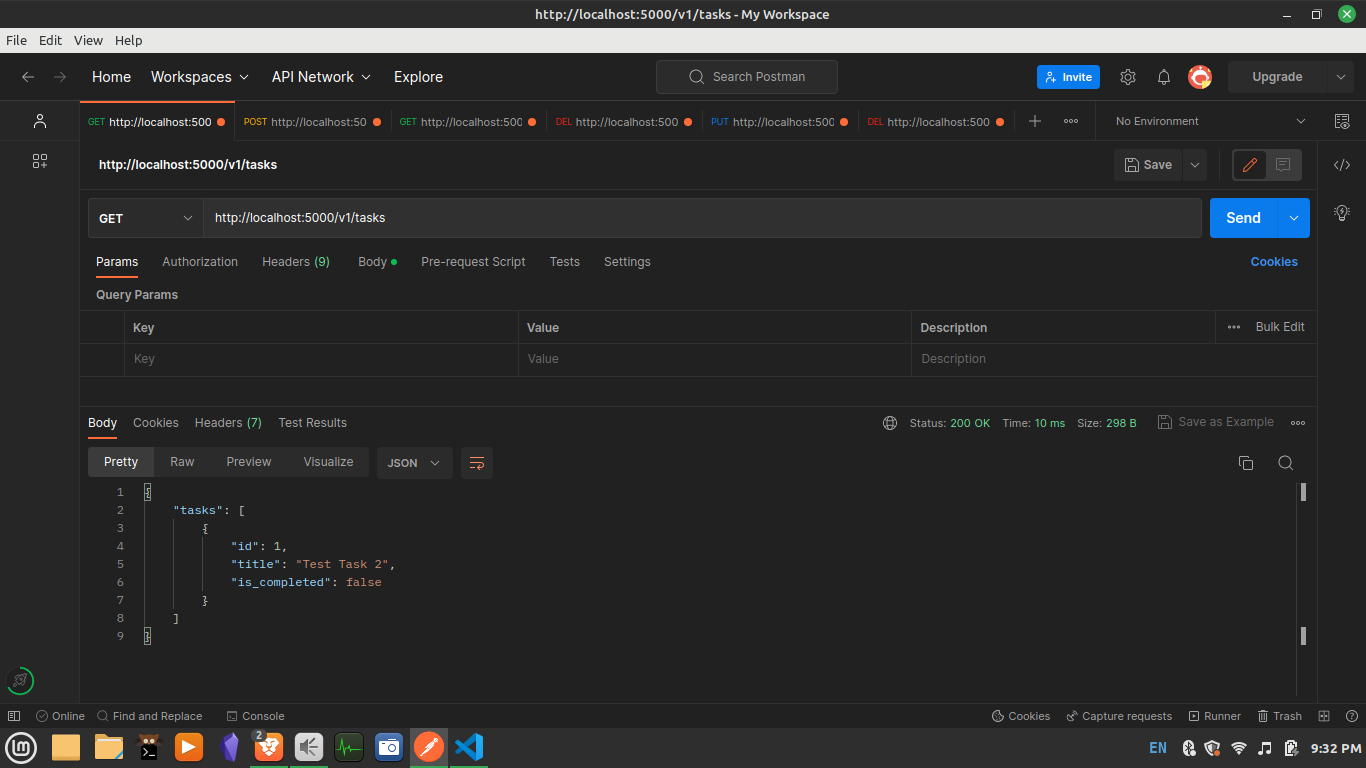 http://localhost:5000/v1/tasks - My Workspace
File Edit View Help
Home Workspaces API Network Explore Search Postman Invite Upgrade
GET http://localhost:500 POST http://localhost:50 GET http://localhost:500 DEL http://localhost:500 PUT http://localhost:500 DEL http://localhost:500 No Environment
http://localhost:5000/v1/tasks Save
GET http://localhost:5000/v1/tasks Send
Params Authorization Headers (9) Body Pre-request Script Tests Settings Cookies
Query Params
Key Value Description Bulk Edit
Key Value Description
Body Cookies Headers (7) Test Results Status: 200 OK Time: 10 ms Size: 298 B Save as Example
Pretty Raw Preview Visualize JSON
1 {
2 "tasks": [
3 {
4 "id": 1,
5 "title": "Test Task 2",
6 "is_completed": false
7 }
8 ]
9 }
Online Find and Replace Console Cookies Capture requests Runner Trash
2 EN 9:32 PM